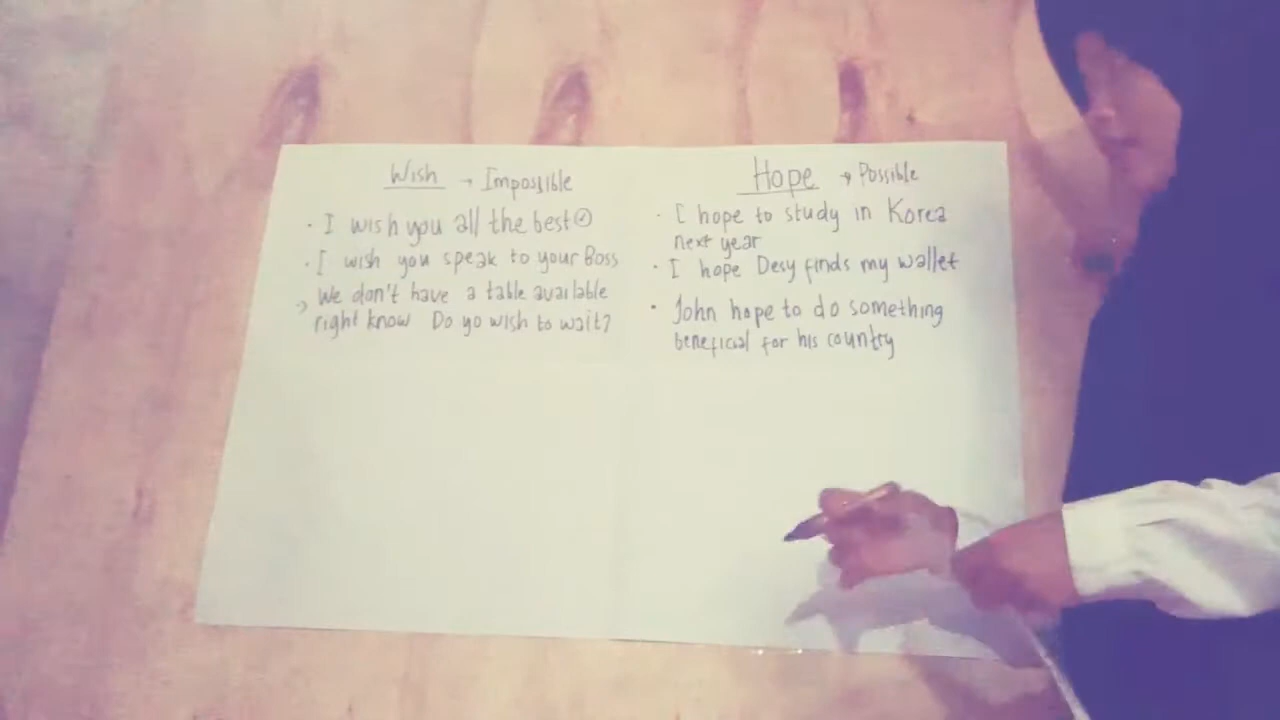 Wish → Impossible
· I wish you all the best
· I wish you speak to your Boss
→ We don't have a table available
right know Do yo wish to wait?
Hope → Possible
· I hope to study in Korea
next year
· I hope Desy finds my wallet
· John hope to do something
beneficial for his country